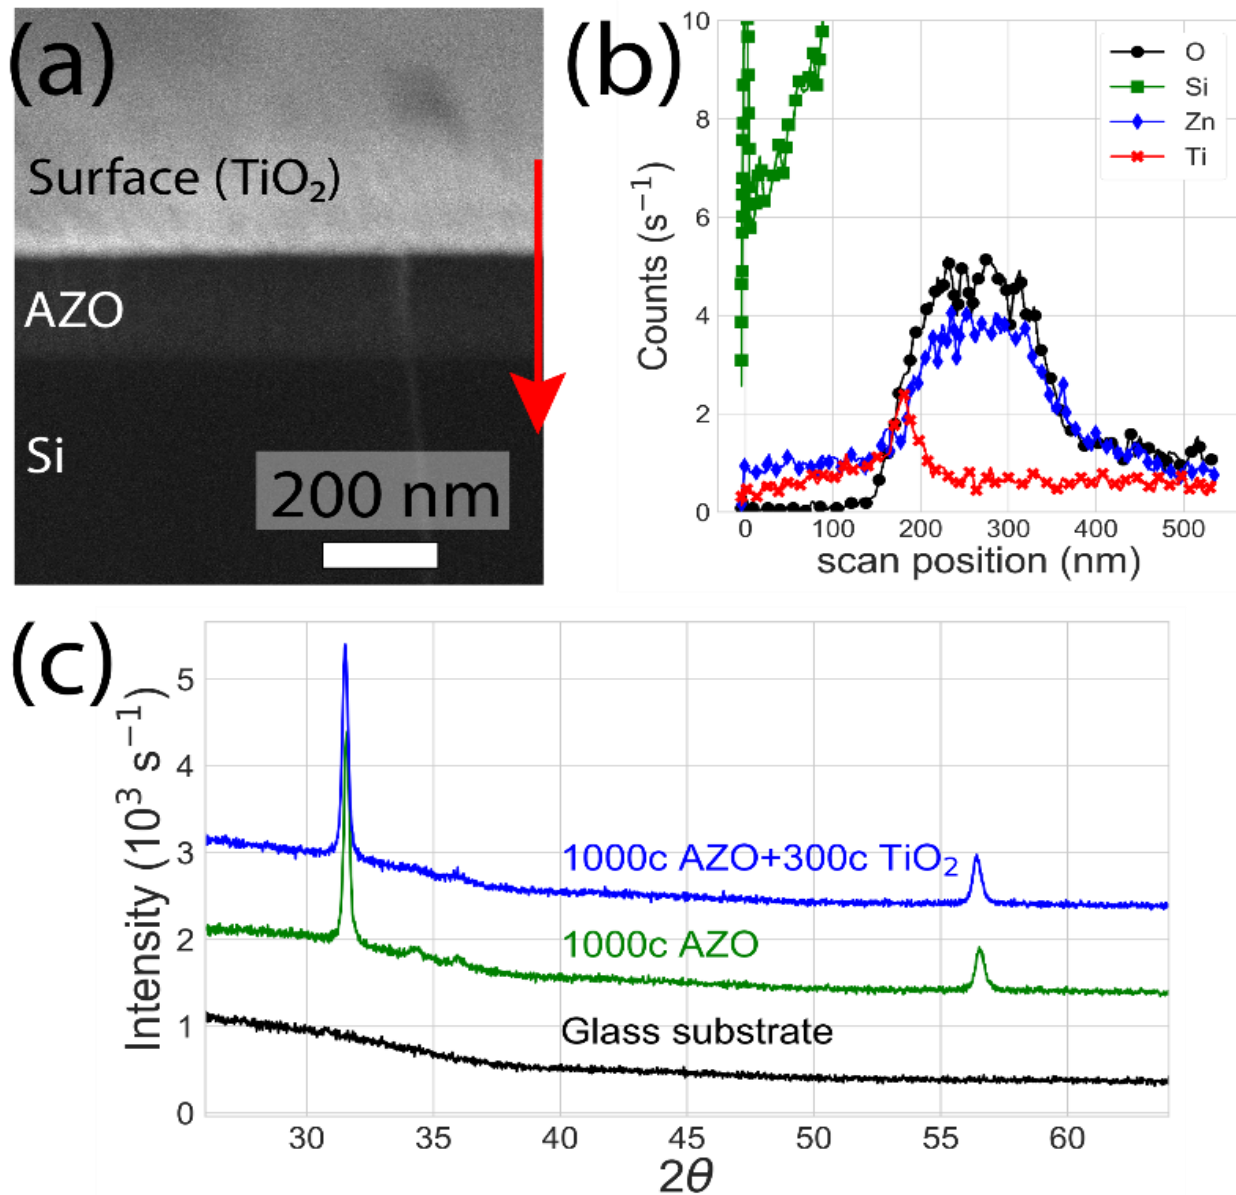 (a)
Surface (TiO₂)
AZO
Si
200 nm
(b)
10
8
6
4
2
0
Counts (s⁻¹)
O
Si
Zn
Ti
0 100 200 300 400 500
scan position (nm)
(c)
5
4
3
2
1
0
Intensity (10³ s⁻¹)
1000c AZO+300c TiO₂
1000c AZO
Glass substrate
30 35 40 45 50 55 60
2θ